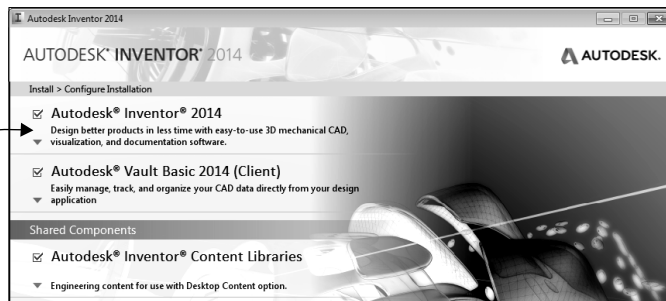 Autodesk Inventor 2014
AUTODESK® INVENTOR® 2014
AUTODESK.
Install > Configure Installation
Autodesk® Inventor® 2014
Design better products in less time with easy-to-use 3D mechanical CAD,
visualization, and documentation software.
Autodesk® Vault Basic 2014 (Client)
Easily manage, track, and organize your CAD data directly from your design
application
Shared Components
Autodesk® Inventor® Content Libraries
Engineering content for use with Desktop Content option.